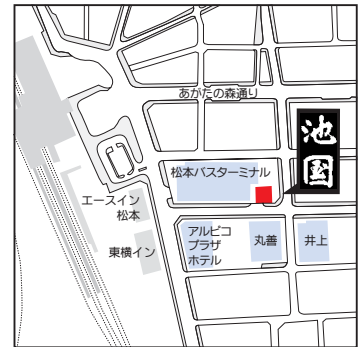 あがたの森通り
池國
松本バスターミナル
エースイン
松本
東横イン
アルピコ
プラザ
ホテル
丸善
井上